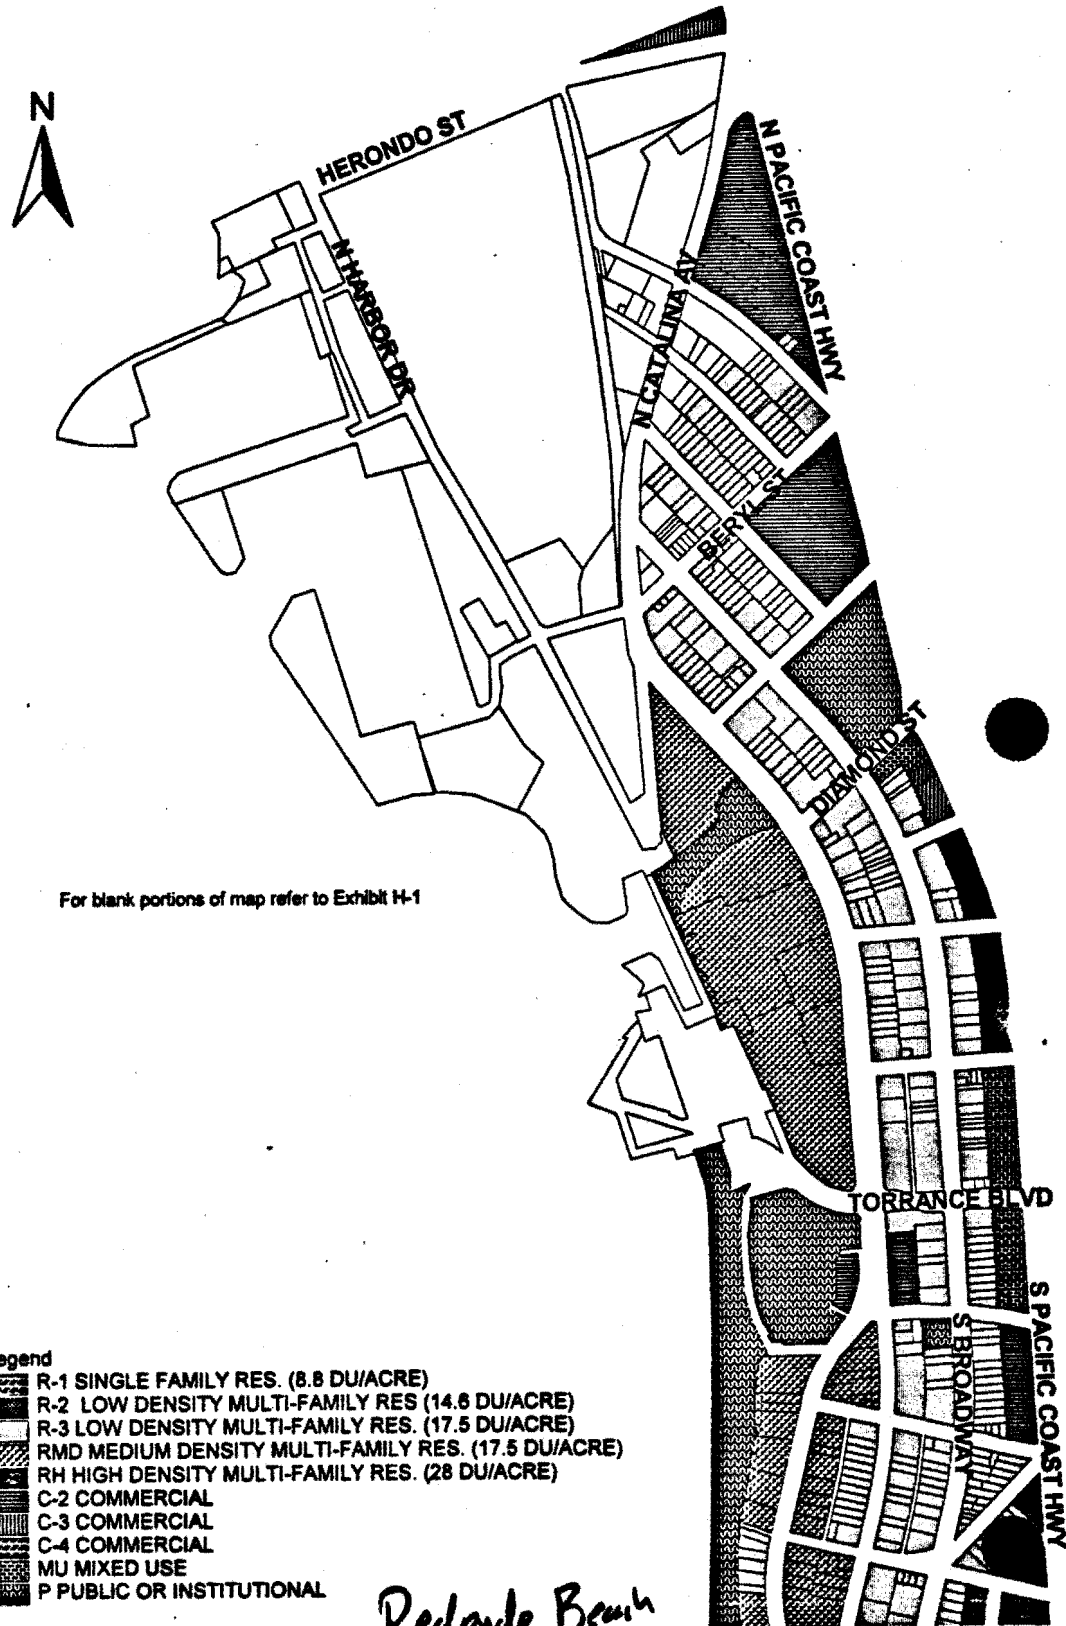 N
HERONDO ST
N PACIFIC COAST HWY
N HARBOR DR
N CATALINA AV
BERYL ST
DIAMOND ST
For blank portions of map refer to Exhibit H-1
TORRANCE BLVD
S PACIFIC COAST HWY
S BROADWAY
egend
R-1 SINGLE FAMILY RES. (8.8 DU/ACRE)
R-2 LOW DENSITY MULTI-FAMILY RES (14.6 DU/ACRE)
R-3 LOW DENSITY MULTI-FAMILY RES. (17.5 DU/ACRE)
RMD MEDIUM DENSITY MULTI-FAMILY RES. (17.5 DU/ACRE)
RH HIGH DENSITY MULTI-FAMILY RES. (28 DU/ACRE)
C-2 COMMERCIAL
C-3 COMMERCIAL
C-4 COMMERCIAL
MU MIXED USE
P PUBLIC OR INSTITUTIONAL
Redondo Beach